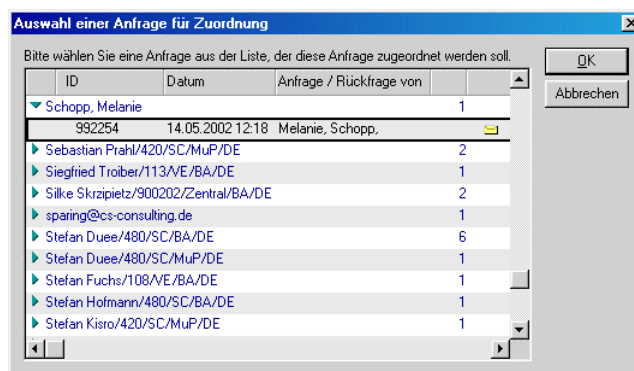 Auswahl einer Anfrage für Zuordnung
Bitte wählen Sie eine Anfrage aus der Liste, der diese Anfrage zugeordnet werden soll.
OK
Abbrechen
ID Datum Anfrage / Rückfrage von
Schopp, Melanie 1
992254 14.05.2002 12:18 Melanie, Schopp,
Sebastian Prahl/420/SC/MuP/DE 2
Siegfried Troiber/113/VE/BA/DE 1
Silke Skrzipietz/900202/Zentral/BA/DE 2
sparing@cs-consulting.de 1
Stefan Duee/480/SC/BA/DE 6
Stefan Duee/480/SC/MuP/DE 1
Stefan Fuchs/108/VE/BA/DE 1
Stefan Hofmann/480/SC/BA/DE 1
Stefan Kisro/420/SC/MuP/DE 1